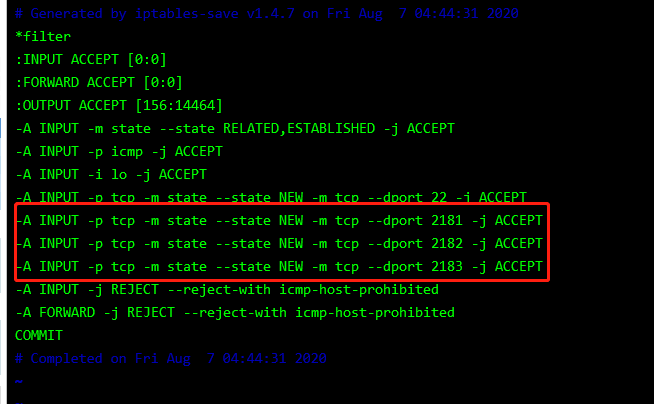 # Generated by iptables-save v1.4.7 on Fri Aug  7 04:44:31 2020
*filter
:INPUT ACCEPT [0:0]
:FORWARD ACCEPT [0:0]
:OUTPUT ACCEPT [156:14464]
-A INPUT -m state --state RELATED,ESTABLISHED -j ACCEPT
-A INPUT -p icmp -j ACCEPT
-A INPUT -i lo -j ACCEPT
-A INPUT -p tcp -m state --state NEW -m tcp --dport 22 -j ACCEPT
-A INPUT -p tcp -m state --state NEW -m tcp --dport 2181 -j ACCEPT
-A INPUT -p tcp -m state --state NEW -m tcp --dport 2182 -j ACCEPT
-A INPUT -p tcp -m state --state NEW -m tcp --dport 2183 -j ACCEPT
-A INPUT -j REJECT --reject-with icmp-host-prohibited
-A FORWARD -j REJECT --reject-with icmp-host-prohibited
COMMIT
# Completed on Fri Aug  7 04:44:31 2020
~